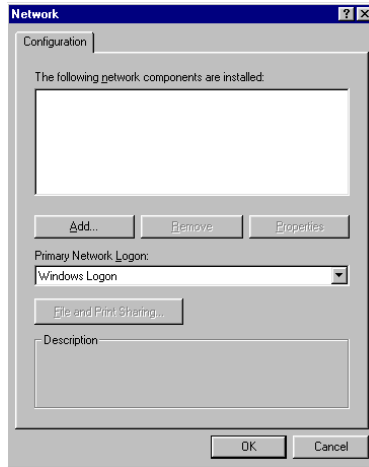 Network
Configuration
The following network components are installed:
Add... Remove Properties
Primary Network Logon:
Windows Logon
File and Print Sharing...
Description
OK Cancel